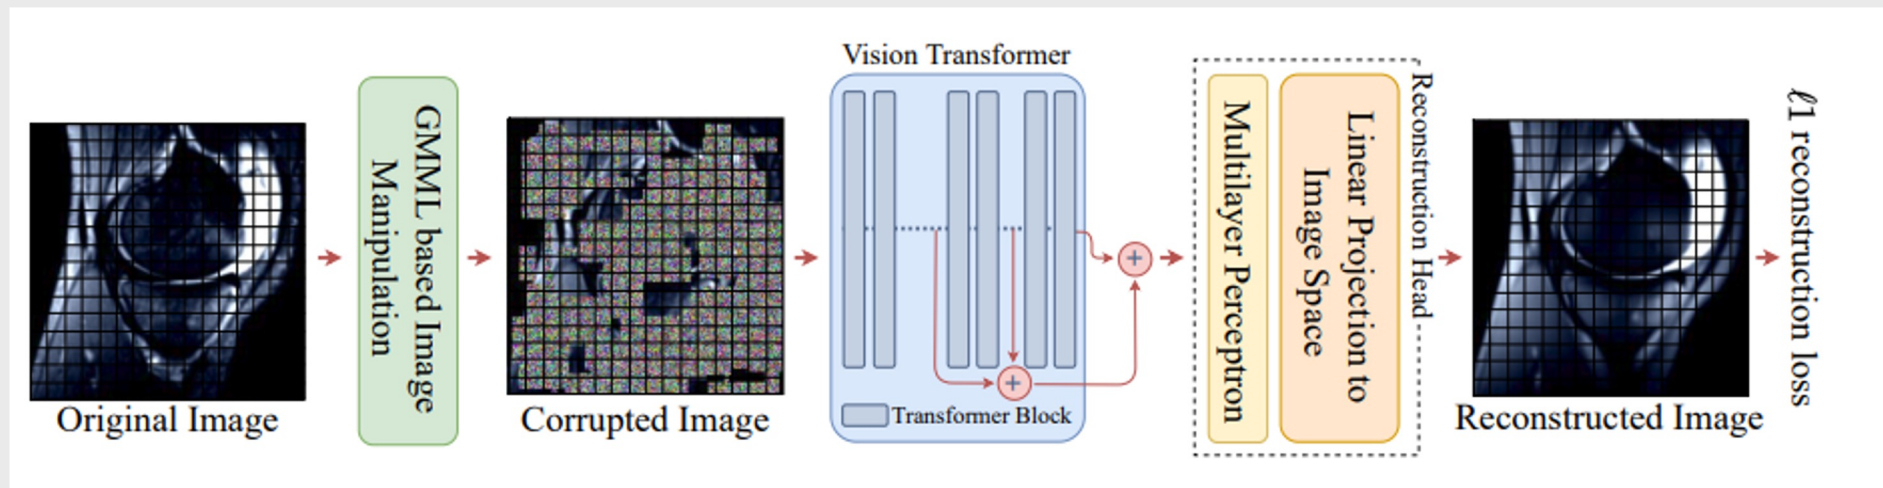 Original Image
GMML based Image
Manipulation
Corrupted Image
Vision Transformer
+
Transformer Block
+
Multilayer Perceptron
Linear Projection to
Image Space
Reconstruction Head
Reconstructed Image
ℓ1 reconstruction loss